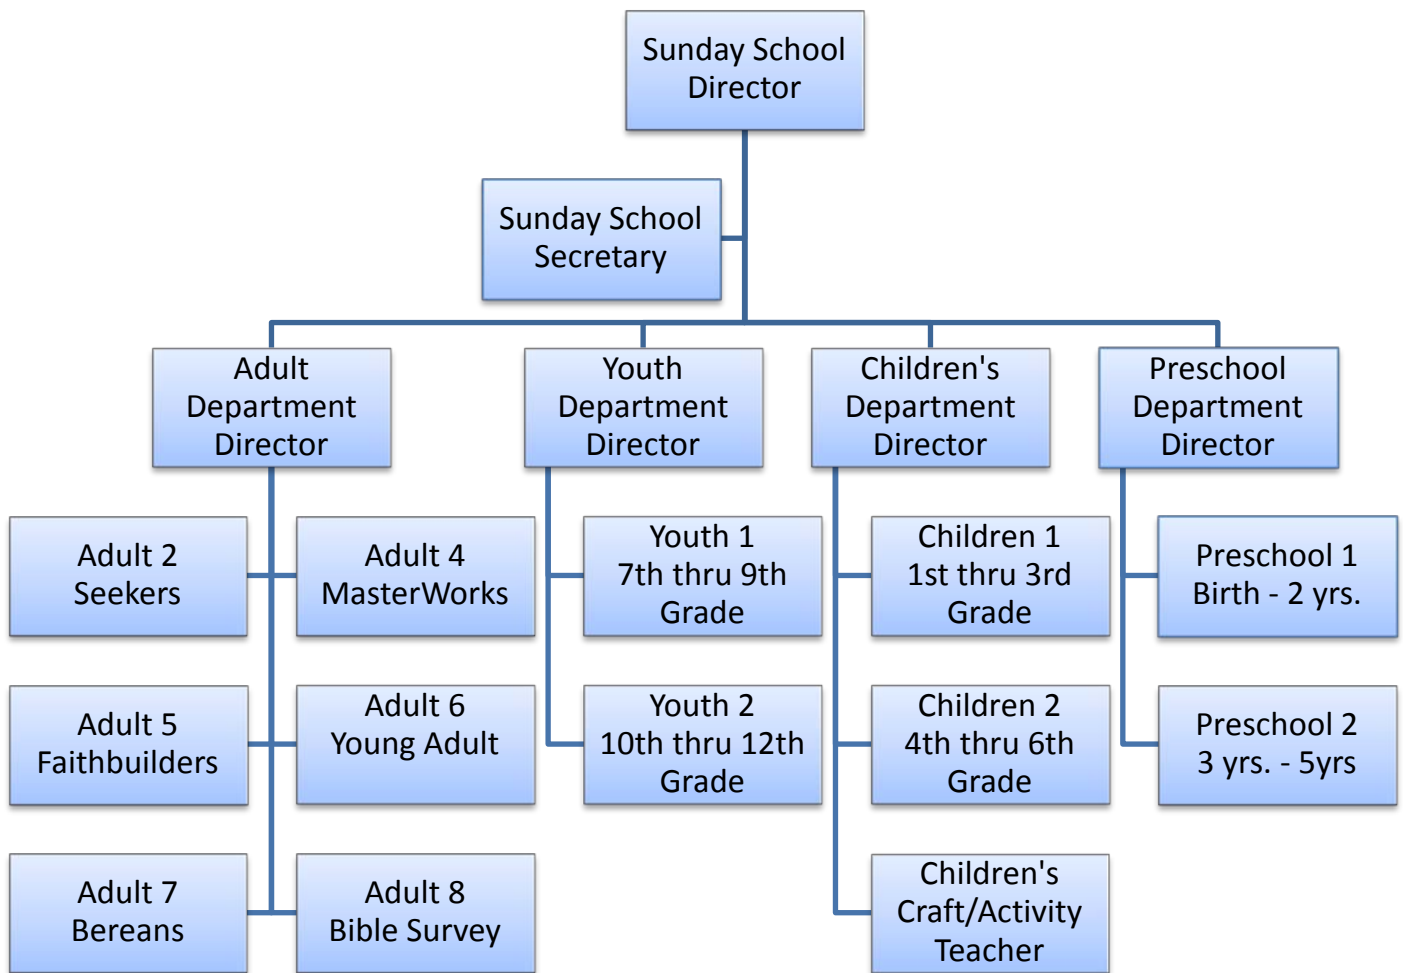 Sunday School
Director
Sunday School
Secretary
Adult
Department
Director
Youth
Department
Director
Children's
Department
Director
Preschool
Department
Director
Adult 2
Seekers
Adult 4
MasterWorks
Youth 1
7th thru 9th
Grade
Children 1
1st thru 3rd
Grade
Preschool 1
Birth - 2 yrs.
Adult 5
Faithbuilders
Adult 6
Young Adult
Youth 2
10th thru 12th
Grade
Children 2
4th thru 6th
Grade
Preschool 2
3 yrs. - 5yrs
Adult 7
Bereans
Adult 8
Bible Survey
Children's
Craft/Activity
Teacher